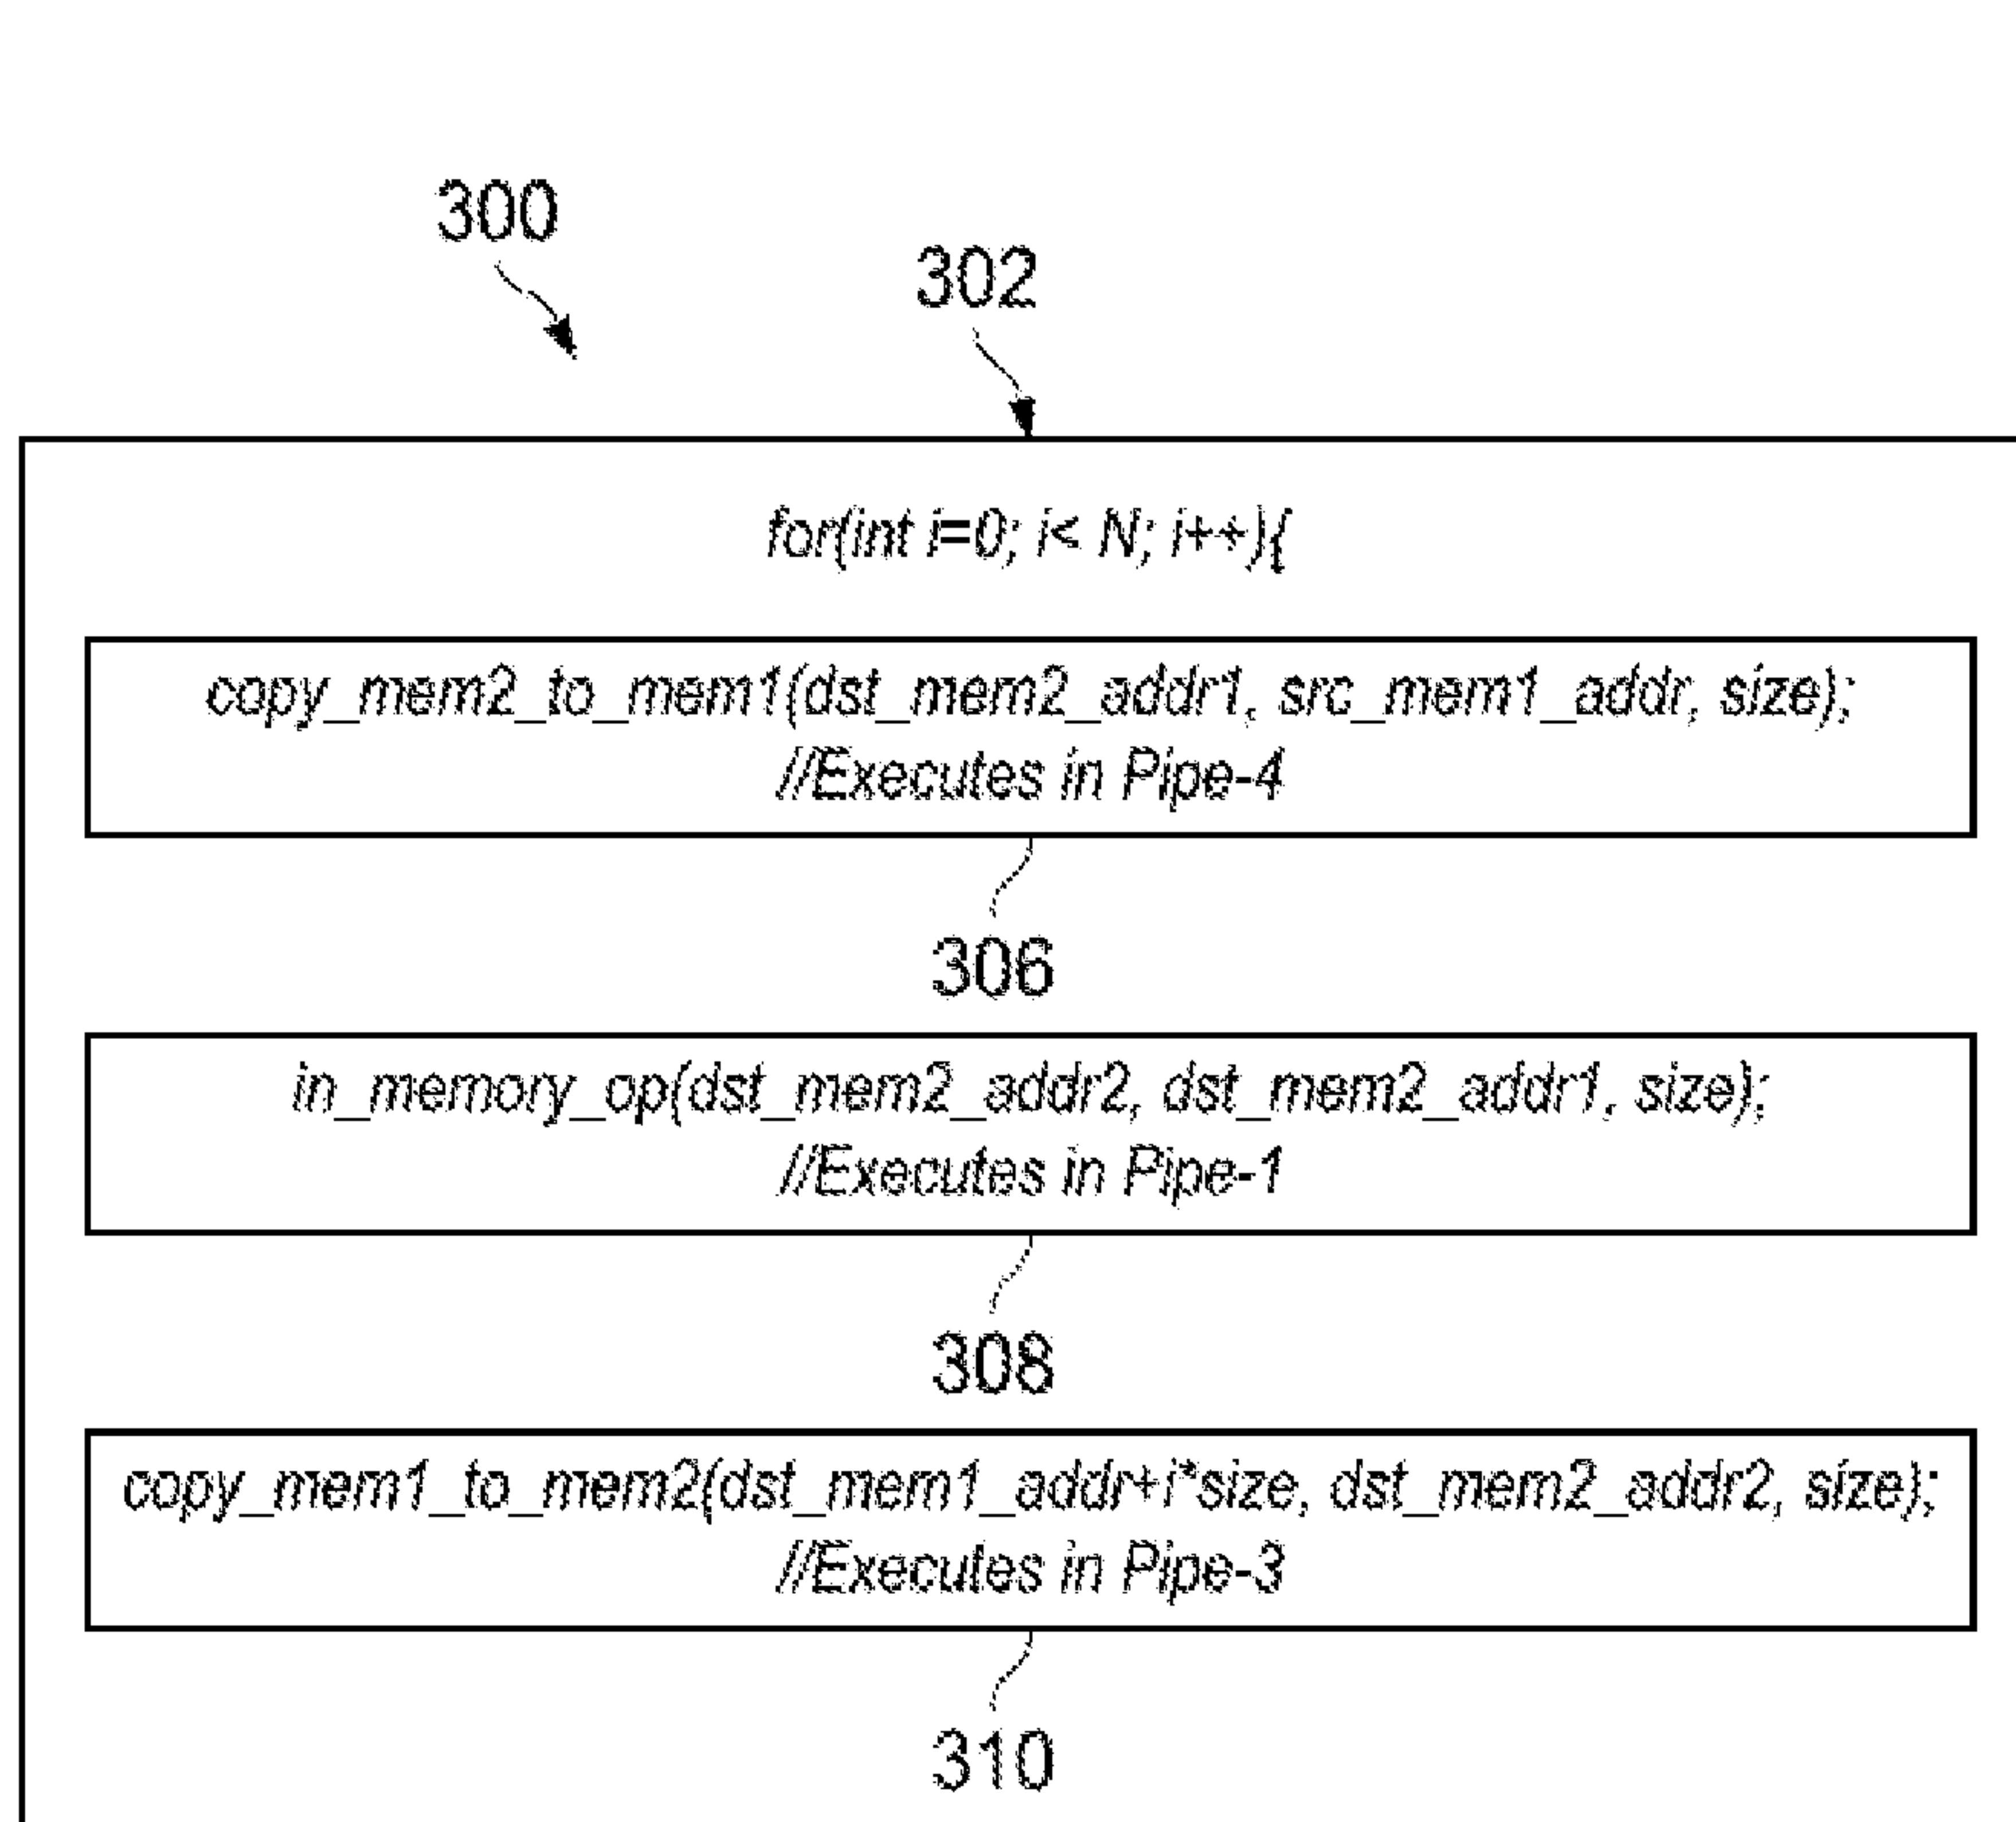 300
302
for(int i=0; i< N; i++){
copy_mem2_to_mem1(dst_mem2_addr1, src_mem1_addr, size);
//Executes in Pipe-4
306
in_memory_op(dst_mem2_addr2, dst_mem2_addr1, size);
//Executes in Pipe-1
308
copy_mem1_to_mem2(dst_mem1_addr+i*size, dst_mem2_addr2, size);
//Executes in Pipe-3
310